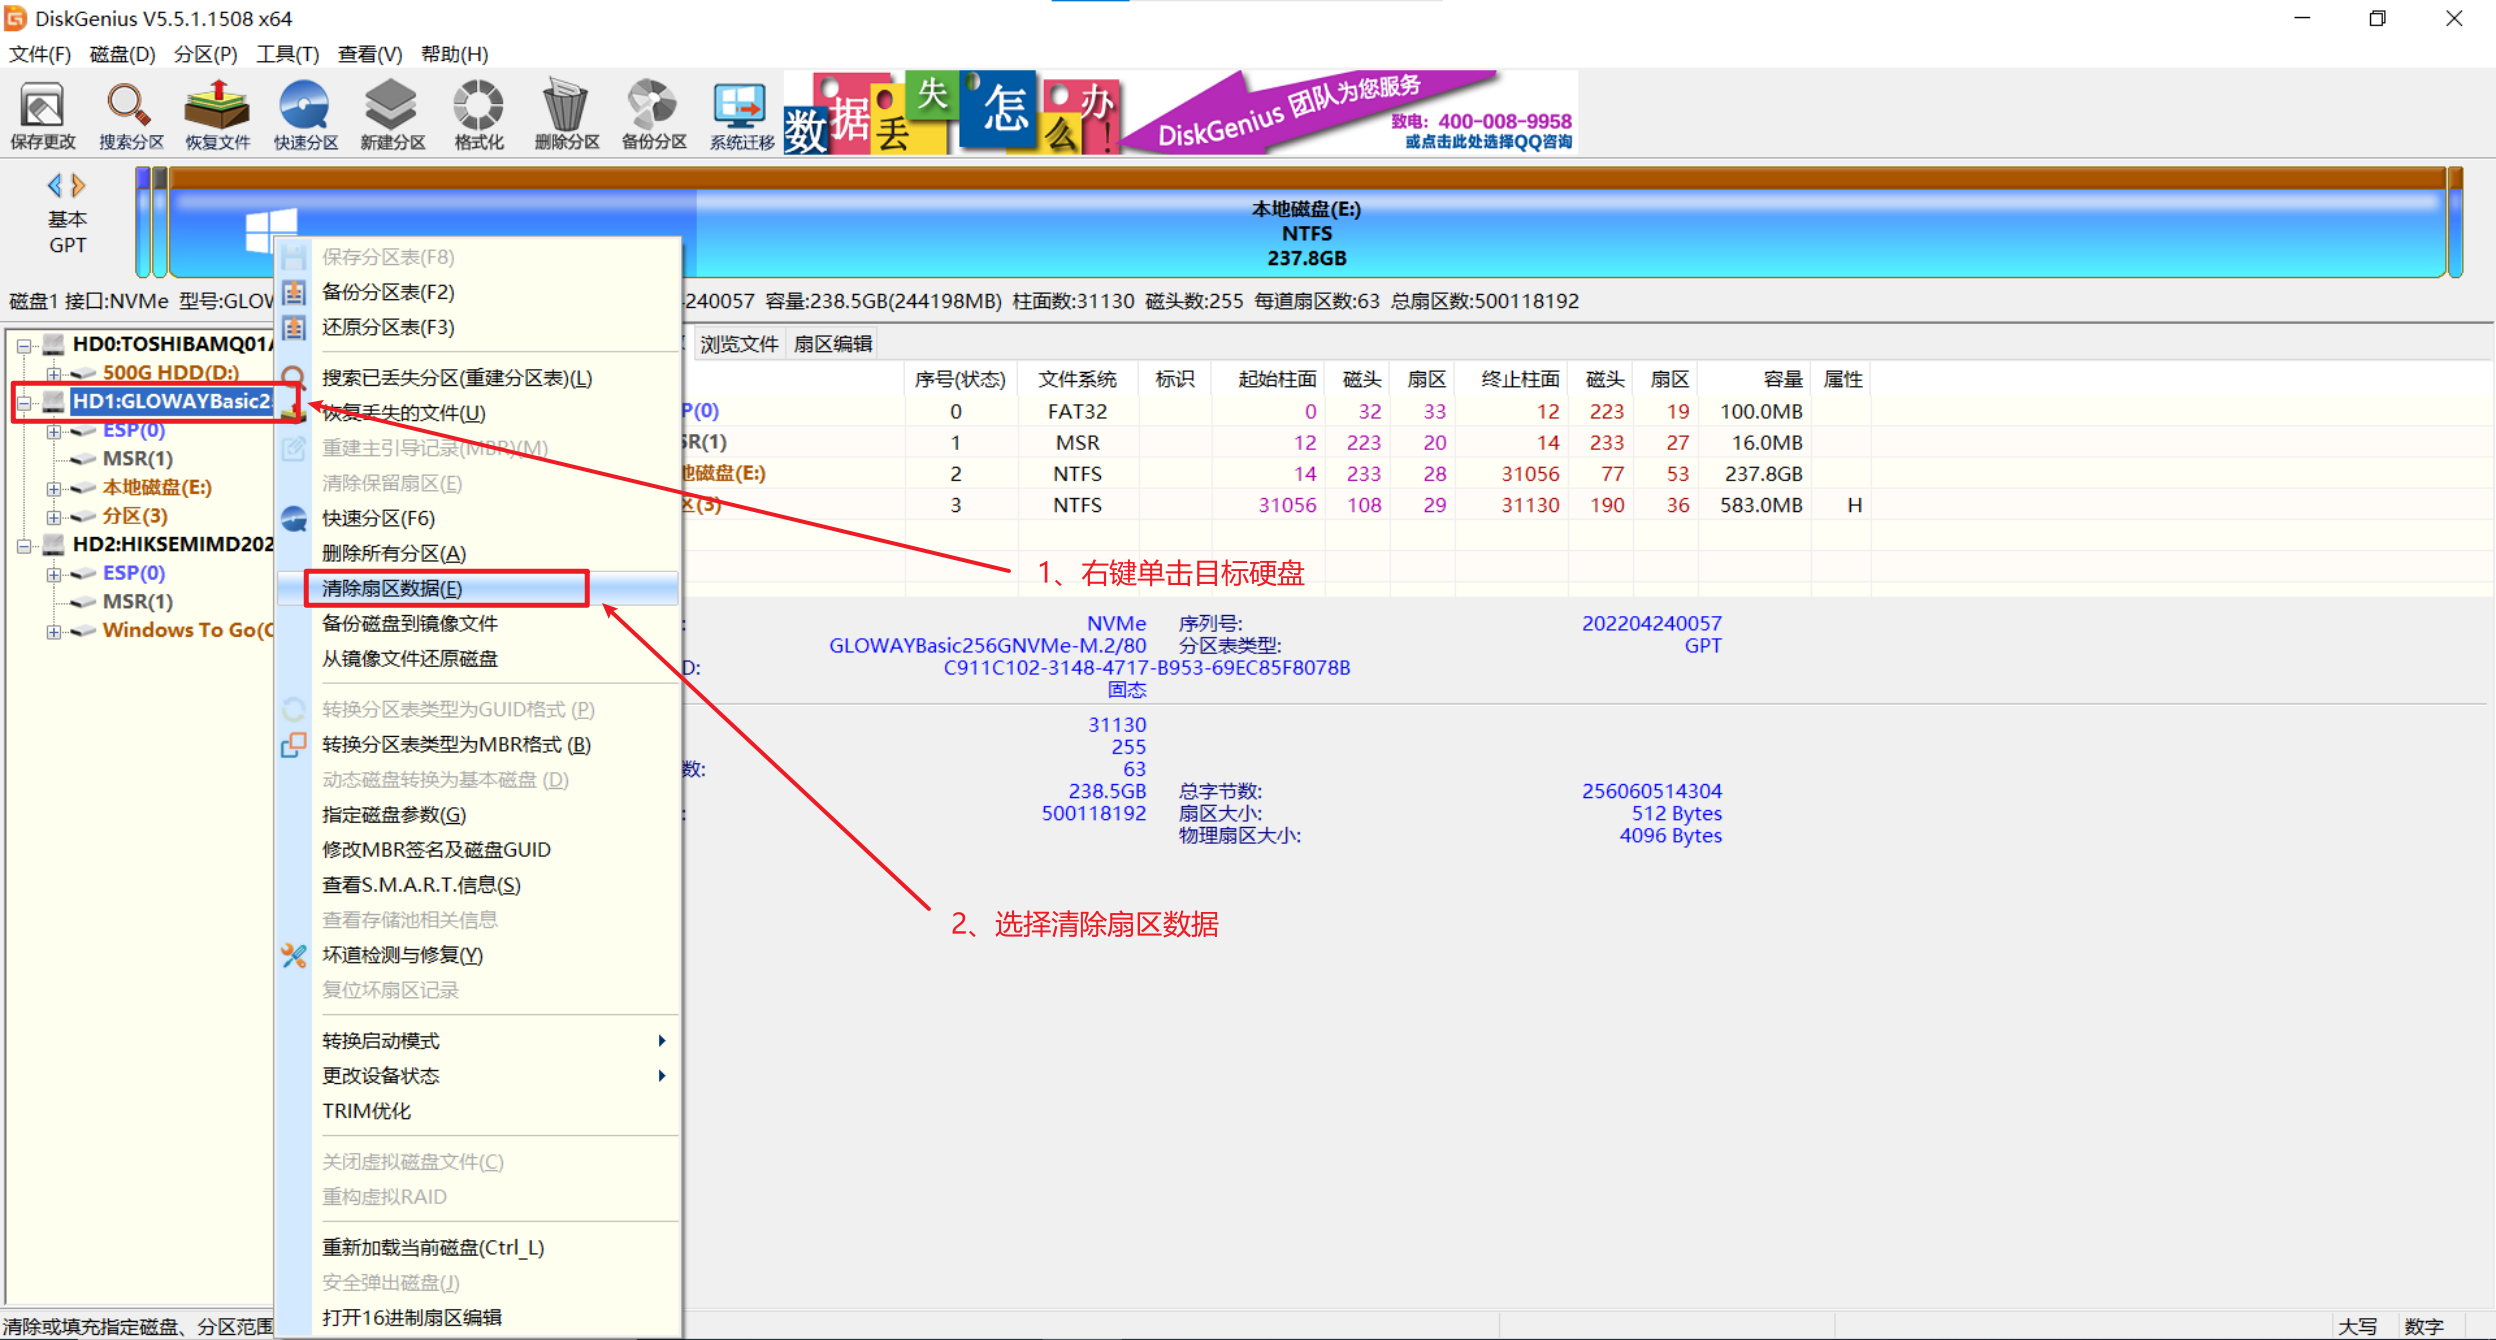 DiskGenius V5.5.1.1508 x64
文件(F) 磁盘(D) 分区(P) 工具(T) 查看(V) 帮助(H)
保存更改 搜索分区 恢复文件 快速分区 新建分区 格式化 删除分区 备份分区 系统迁移
数据丢失怎么办!
DiskGenius 团队为您服务
致电: 400-008-9958
或点击此处选择QQ咨询
基本
GPT
本地磁盘(E:)
NTFS
237.8GB
磁盘1 接口:NVMe 型号:GLOW
240057 容量:238.5GB(244198MB) 柱面数:31130 磁头数:255 每道扇区数:63 总扇区数:500118192
HD0:TOSHIBAMQ01A
500G HDD(D:)
HD1:GLOWAYBasic25
ESP(0)
MSR(1)
本地磁盘(E:)
分区(3)
HD2:HIKSEMIMD202
ESP(0)
MSR(1)
Windows To Go(C
保存分区表(F8)
备份分区表(F2)
还原分区表(F3)
搜索已丢失分区(重建分区表)(L)
恢复丢失的文件(U)
重建主引导记录(MBR)(M)
清除保留扇区(E)
快速分区(F6)
删除所有分区(A)
清除扇区数据(E)
备份磁盘到镜像文件
从镜像文件还原磁盘
转换分区表类型为GUID格式 (P)
转换分区表类型为MBR格式 (B)
动态磁盘转换为基本磁盘 (D)
指定磁盘参数(G)
修改MBR签名及磁盘GUID
查看S.M.A.R.T.信息(S)
查看存储池相关信息
坏道检测与修复(Y)
复位坏扇区记录
转换启动模式
更改设备状态
TRIM优化
关闭虚拟磁盘文件(C)
重构虚拟RAID
重新加载当前磁盘(Ctrl_L)
安全弹出磁盘(J)
打开16进制扇区编辑
浏览文件 扇区编辑
序号(状态) 文件系统 标识 起始柱面 磁头 扇区 终止柱面 磁头 扇区 容量 属性
P(0) 0 FAT32 0 32 33 12 223 19 100.0MB
SR(1) 1 MSR 12 223 20 14 233 27 16.0MB
地磁盘(E:) 2 NTFS 14 233 28 31056 77 53 237.8GB
区(3) 3 NTFS 31056 108 29 31130 190 36 583.0MB H
1、右键单击目标硬盘
: NVMe 序列号: 202204240057
GLOWAYBasic256GNVMe-M.2/80 分区表类型: GPT
D: C911C102-3148-4717-B953-69EC85F8078B
固态
31130
255
数: 63
238.5GB 总字节数: 256060514304
: 500118192 扇区大小: 512 Bytes
物理扇区大小: 4096 Bytes
2、选择清除扇区数据
清除或填充指定磁盘、分区范围
大写 数字